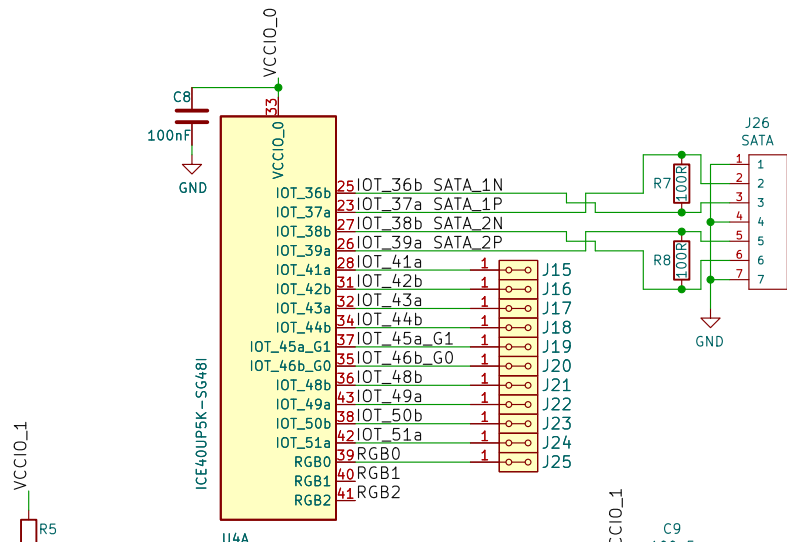 VCCIO_0
C8
100nF
GND
33
VCCIO_0
IOT_36b 25 IOT_36b SATA_1N
IOT_37a 23 IOT_37a SATA_1P
IOT_38b 27 IOT_38b SATA_2N
IOT_39a 26 IOT_39a SATA_2P
IOT_41a 28 IOT_41a 1 J15
IOT_42b 31 IOT_42b 1 J16
IOT_43a 32 IOT_43a 1 J17
IOT_44b 34 IOT_44b 1 J18
IOT_45a_G1 37 IOT_45a_G1 1 J19
IOT_46b_G0 35 IOT_46b_G0 1 J20
IOT_48b 36 IOT_48b 1 J21
IOT_49a 43 IOT_49a 1 J22
IOT_50b 38 IOT_50b 1 J23
IOT_51a 42 IOT_51a 1 J24
RGB0 39 RGB0 1 J25
RGB1 40 RGB1
RGB2 41 RGB2
ICE40UP5K-SG48I
U4A
R7 100R
R8 100R
J26
SATA
1 1
2 2
3 3
4 4
5 5
6 6
7 7
GND
VCCIO_1
R5
VCCIO_1
C9
100nF